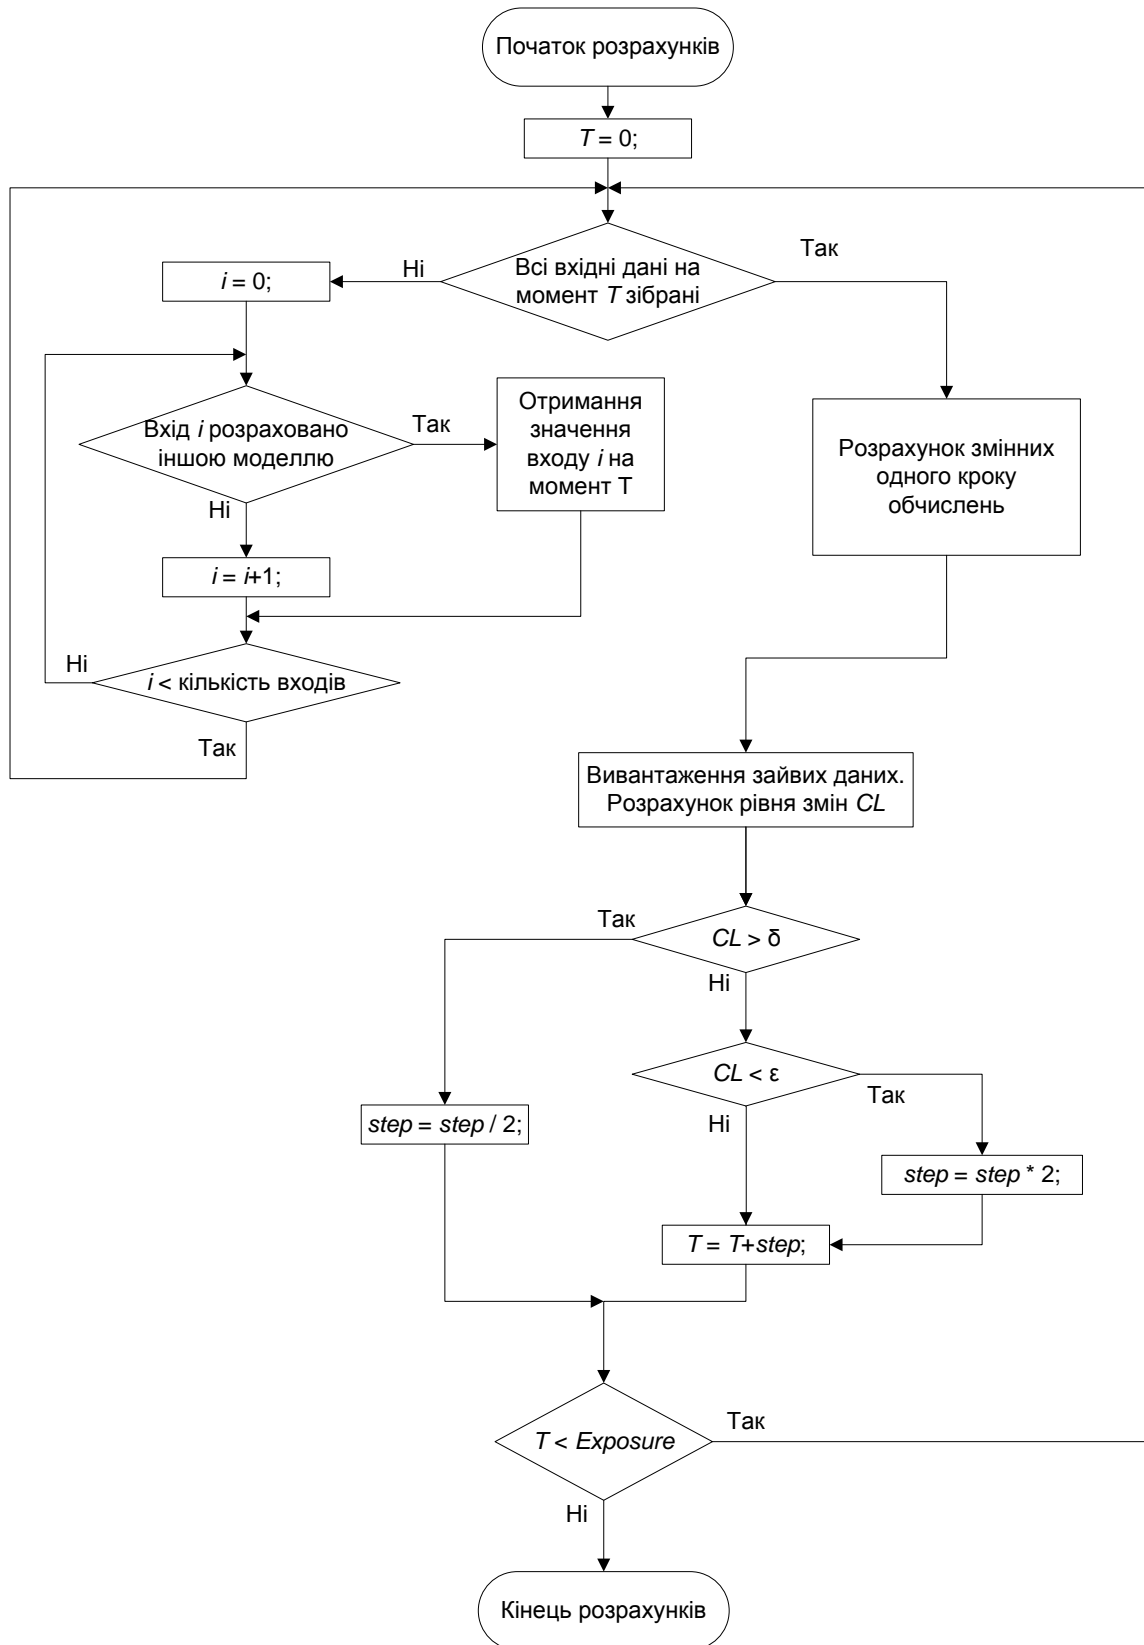 Початок розрахунків
T = 0;
Всі вхідні дані на
момент T зібрані
Ні
Так
i = 0;
Вхід i розраховано
іншою моделлю
Так
Ні
Отримання
значення
входу i на
момент Т
Розрахунок змінних
одного кроку
обчислень
i = i+1;
i < кількість входів
Ні
Так
Вивантаження зайвих даних.
Розрахунок рівня змін CL
CL > δ
Так
Ні
CL < ε
Так
Ні
step = step / 2;
step = step * 2;
T = T+step;
T < Exposure
Так
Ні
Кінець розрахунків